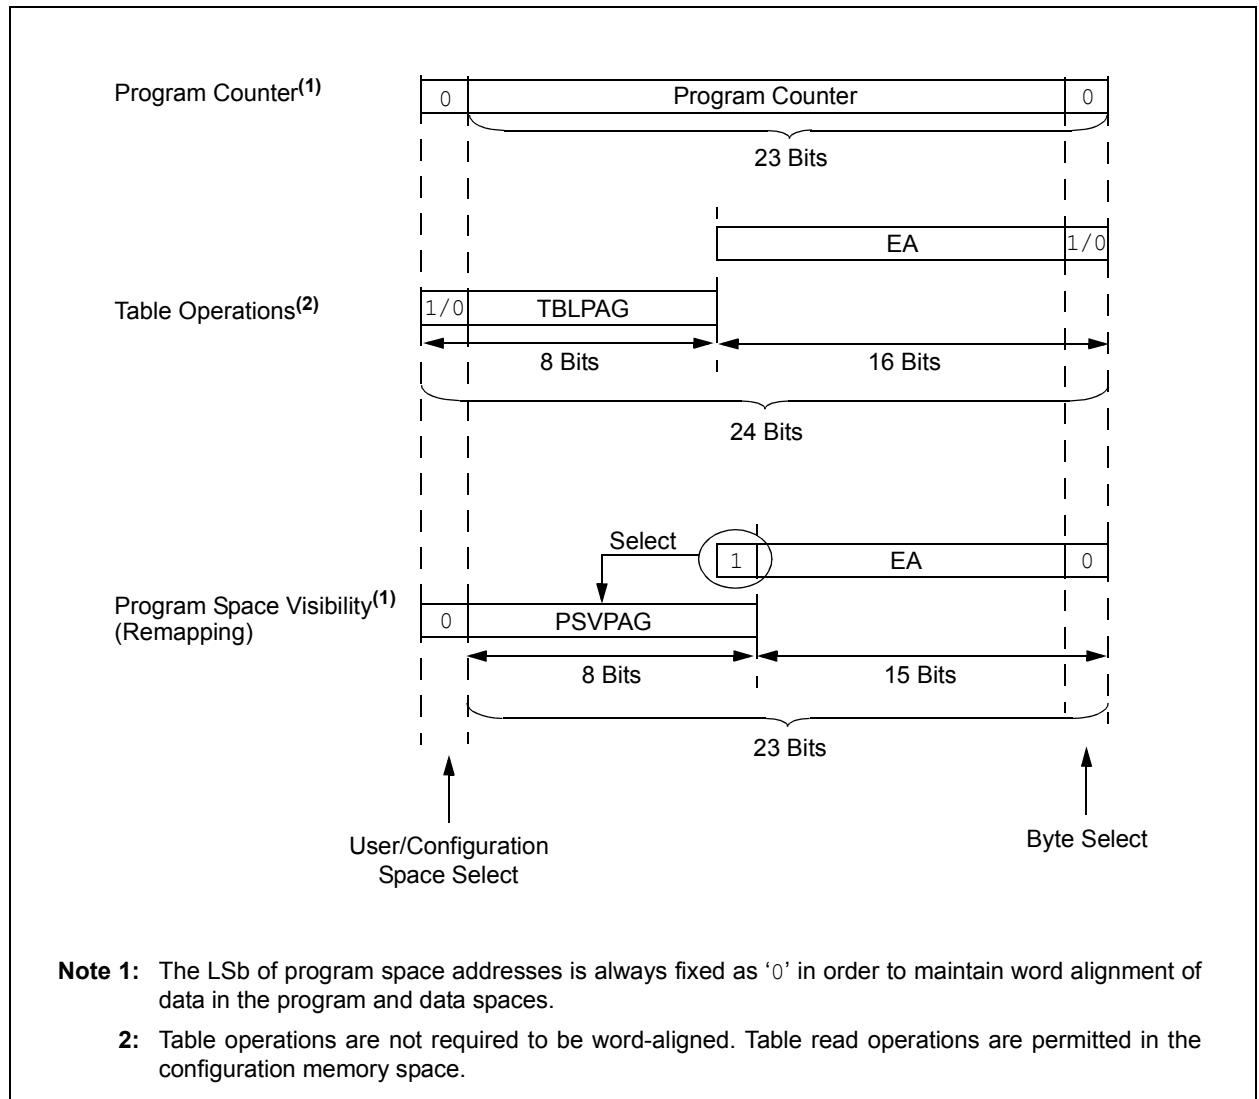 Program Counter(1)
0
Program Counter
0
23 Bits
EA
1/0
Table Operations(2)
1/0
TBLPAG
8 Bits
16 Bits
24 Bits
Select
1
EA
0
Program Space Visibility(1)
(Remapping)
0
PSVPAG
8 Bits
15 Bits
23 Bits
User/Configuration
Space Select
Byte Select
Note 1: The LSb of program space addresses is always fixed as ‘0’ in order to maintain word alignment of
data in the program and data spaces.
2: Table operations are not required to be word-aligned. Table read operations are permitted in the
configuration memory space.